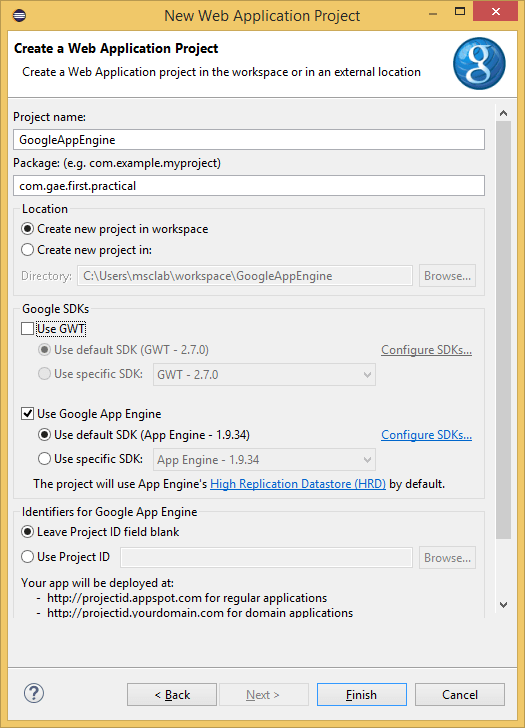 New Web Application Project
Create a Web Application Project
Create a Web Application project in the workspace or in an external location
g
Project name:
GoogleAppEngine
Package: (e.g. com.example.myproject)
com.gae.first.practical
Location
Create new project in workspace
Create new project in:
Directory: C:\Users\msclab\workspace\GoogleAppEngine Browse...
Google SDKs
Use GWT
Use default SDK (GWT - 2.7.0) Configure SDKs...
Use specific SDK: GWT - 2.7.0
Use Google App Engine
Use default SDK (App Engine - 1.9.34) Configure SDKs...
Use specific SDK: App Engine - 1.9.34
The project will use App Engine's High Replication Datastore (HRD) by default.
Identifiers for Google App Engine
Leave Project ID field blank
Use Project ID Browse...
Your app will be deployed at:
- http://projectid.appspot.com for regular applications
- http://projectid.yourdomain.com for domain applications
? < Back Next > Finish Cancel